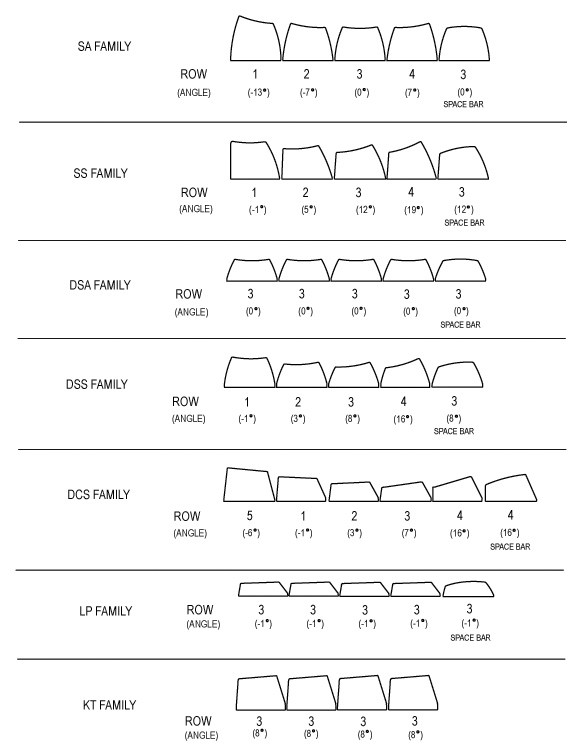 SA FAMILY
ROW 1 2 3 4 3
(ANGLE) (-13°) (-7°) (0°) (7°) (0°)
SPACE BAR
SS FAMILY
ROW 1 2 3 4 3
(ANGLE) (-1°) (5°) (12°) (19°) (12°)
SPACE BAR
DSA FAMILY
ROW 3 3 3 3 3
(ANGLE) (0°) (0°) (0°) (0°) (0°)
SPACE BAR
DSS FAMILY
ROW 1 2 3 4 3
(ANGLE) (-1°) (3°) (8°) (16°) (8°)
SPACE BAR
DCS FAMILY
ROW 5 1 2 3 4 4
(ANGLE) (-6°) (-1°) (3°) (7°) (16°) (16°)
SPACE BAR
LP FAMILY
ROW 3 3 3 3 3
(ANGLE) (-1°) (-1°) (-1°) (-1°) (-1°)
SPACE BAR
KT FAMILY
ROW 3 3 3 3
(ANGLE) (8°) (8°) (8°) (8°)